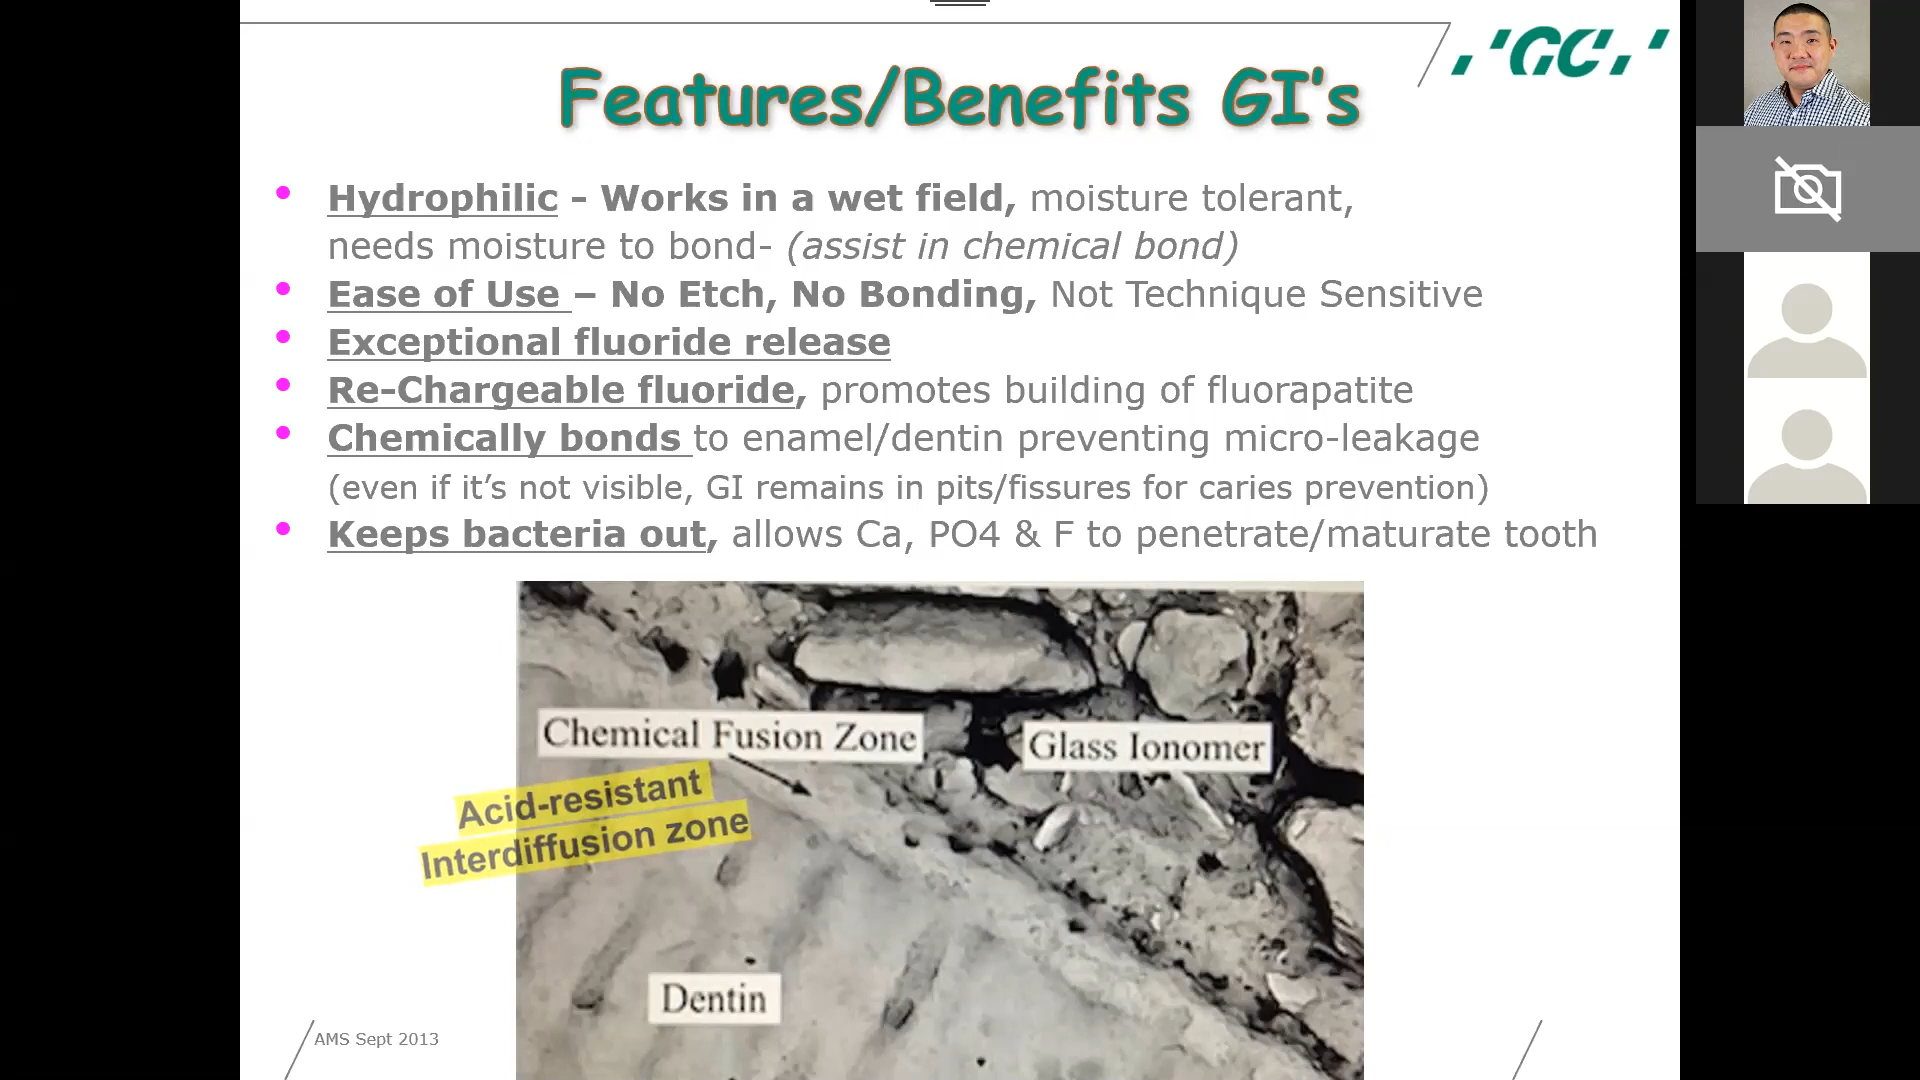 'GC'
Features/Benefits GI's
• Hydrophilic - Works in a wet field, moisture tolerant,
needs moisture to bond- (assist in chemical bond)
• Ease of Use – No Etch, No Bonding, Not Technique Sensitive
• Exceptional fluoride release
• Re-Chargeable fluoride, promotes building of fluorapatite
• Chemically bonds to enamel/dentin preventing micro-leakage
(even if it’s not visible, GI remains in pits/fissures for caries prevention)
• Keeps bacteria out, allows Ca, PO4 & F to penetrate/maturate tooth
Chemical Fusion Zone
Glass Ionomer
Acid-resistant
Interdiffusion zone
Dentin
AMS Sept 2013